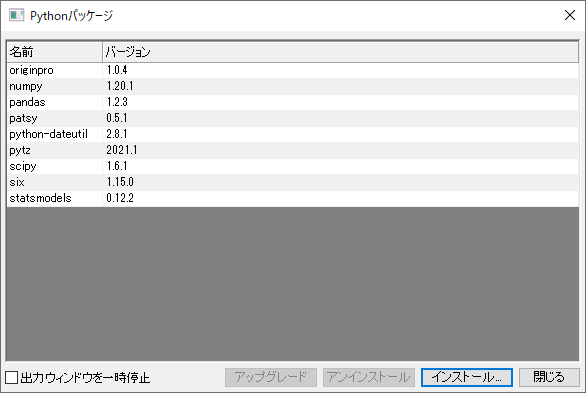 Pythonパッケージ
名前 バージョン
originpro 1.0.4
numpy 1.20.1
pandas 1.2.3
patsy 0.5.1
python-dateutil 2.8.1
pytz 2021.1
scipy 1.6.1
six 1.15.0
statsmodels 0.12.2
出力ウィンドウを一時停止 アップグレード アンインストール インストール... 閉じる